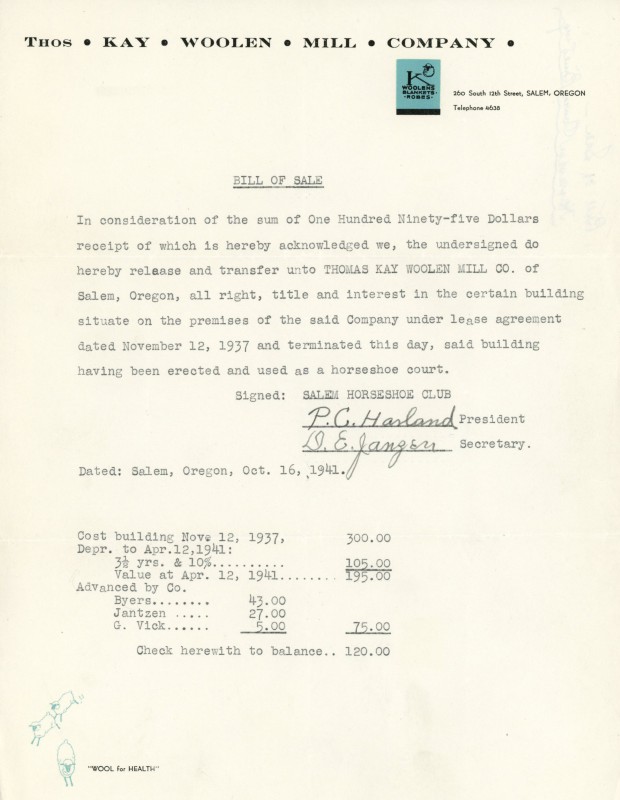 THOS • KAY • WOOLEN • MILL • COMPANY •
K
WOOLENS
BLANKETS
ROBES
260 South 12th Street, SALEM, OREGON
Telephone 4638
BILL OF SALE
In consideration of the sum of One Hundred Ninety-five Dollars
receipt of which is hereby acknowledged we, the undersigned do
hereby relaase and transfer unto THOMAS KAY WOOLEN MILL CO. of
Salem, Oregon, all right, title and interest in the certain building
situate on the premises of the said Company under lease agreement
dated November 12, 1937 and terminated this day, said building
having been erected and used as a horseshoe court.
Signed: SALEM HORSESHOE CLUB
P. C. Harland President
D. E. Janzen Secretary.
Dated: Salem, Oregon, Oct. 16, 1941.
Cost building Nove 12, 1937, 300.00
Depr. to Apr.12,1941:
3½ yrs. & 10%.......... 105.00
Value at Apr. 12, 1941........ 195.00
Advanced by Co.
Byers........ 43.00
Jantzen ..... 27.00
G. Vick...... 5.00 75.00
Check herewith to balance.. 120.00
"WOOL for HEALTH"